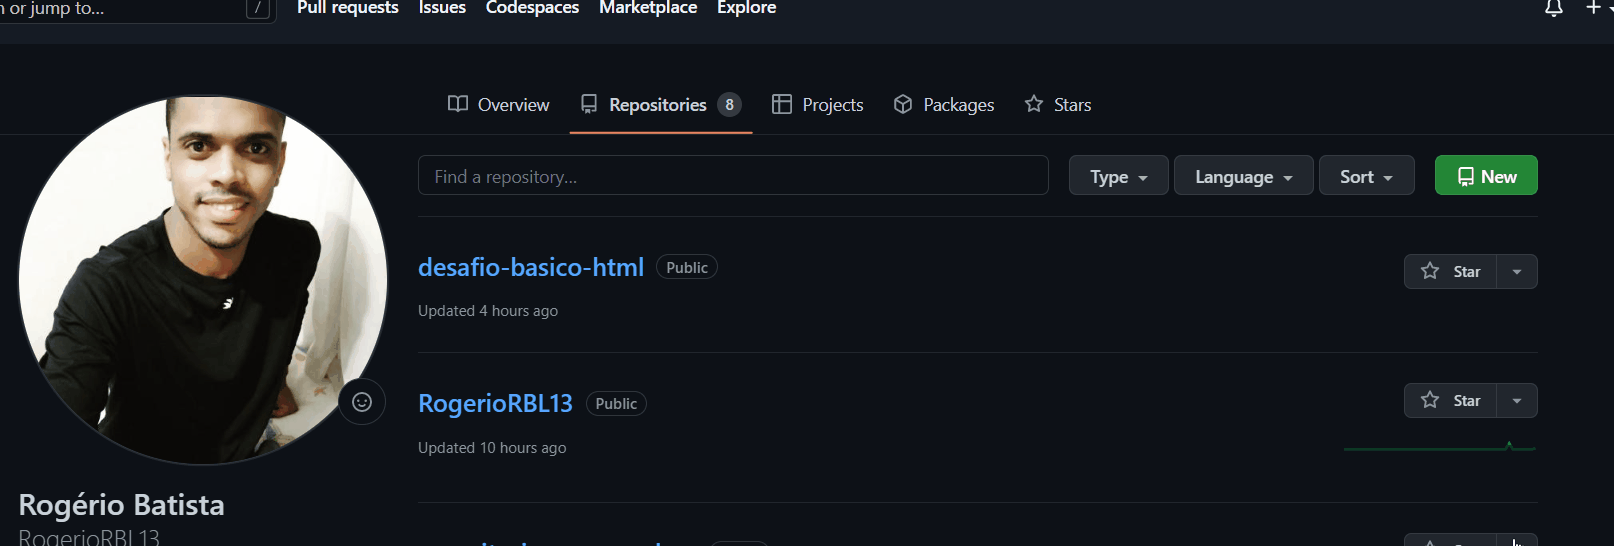 or jump to... / Pull requests Issues Codespaces Marketplace Explore
Overview Repositories 8 Projects Packages Stars
Find a repository... Type Language Sort New
desafio-basico-html Public
Star
Updated 4 hours ago
RogerioRBL13 Public
Star
Updated 10 hours ago
Rogério Batista
RogerioRBL13